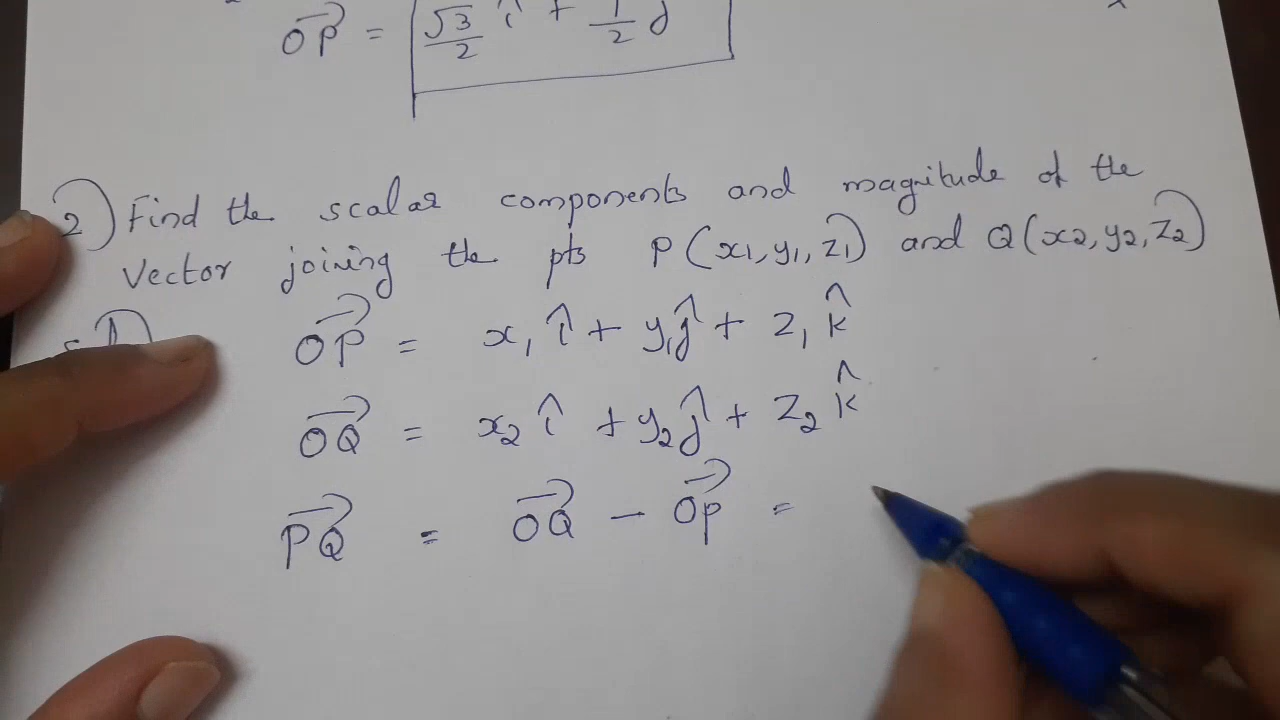 →OP = √3/2 î + 1/2 ĵ
2) Find the scalar components and magnitude of the
vector joining the pts P(x1, y1, z1) and Q(x2, y2, z2)
→OP = x1 î + y1 ĵ + z1 k̂
→OQ = x2 î + y2 ĵ + z2 k̂
→PQ = →OQ − →OP =